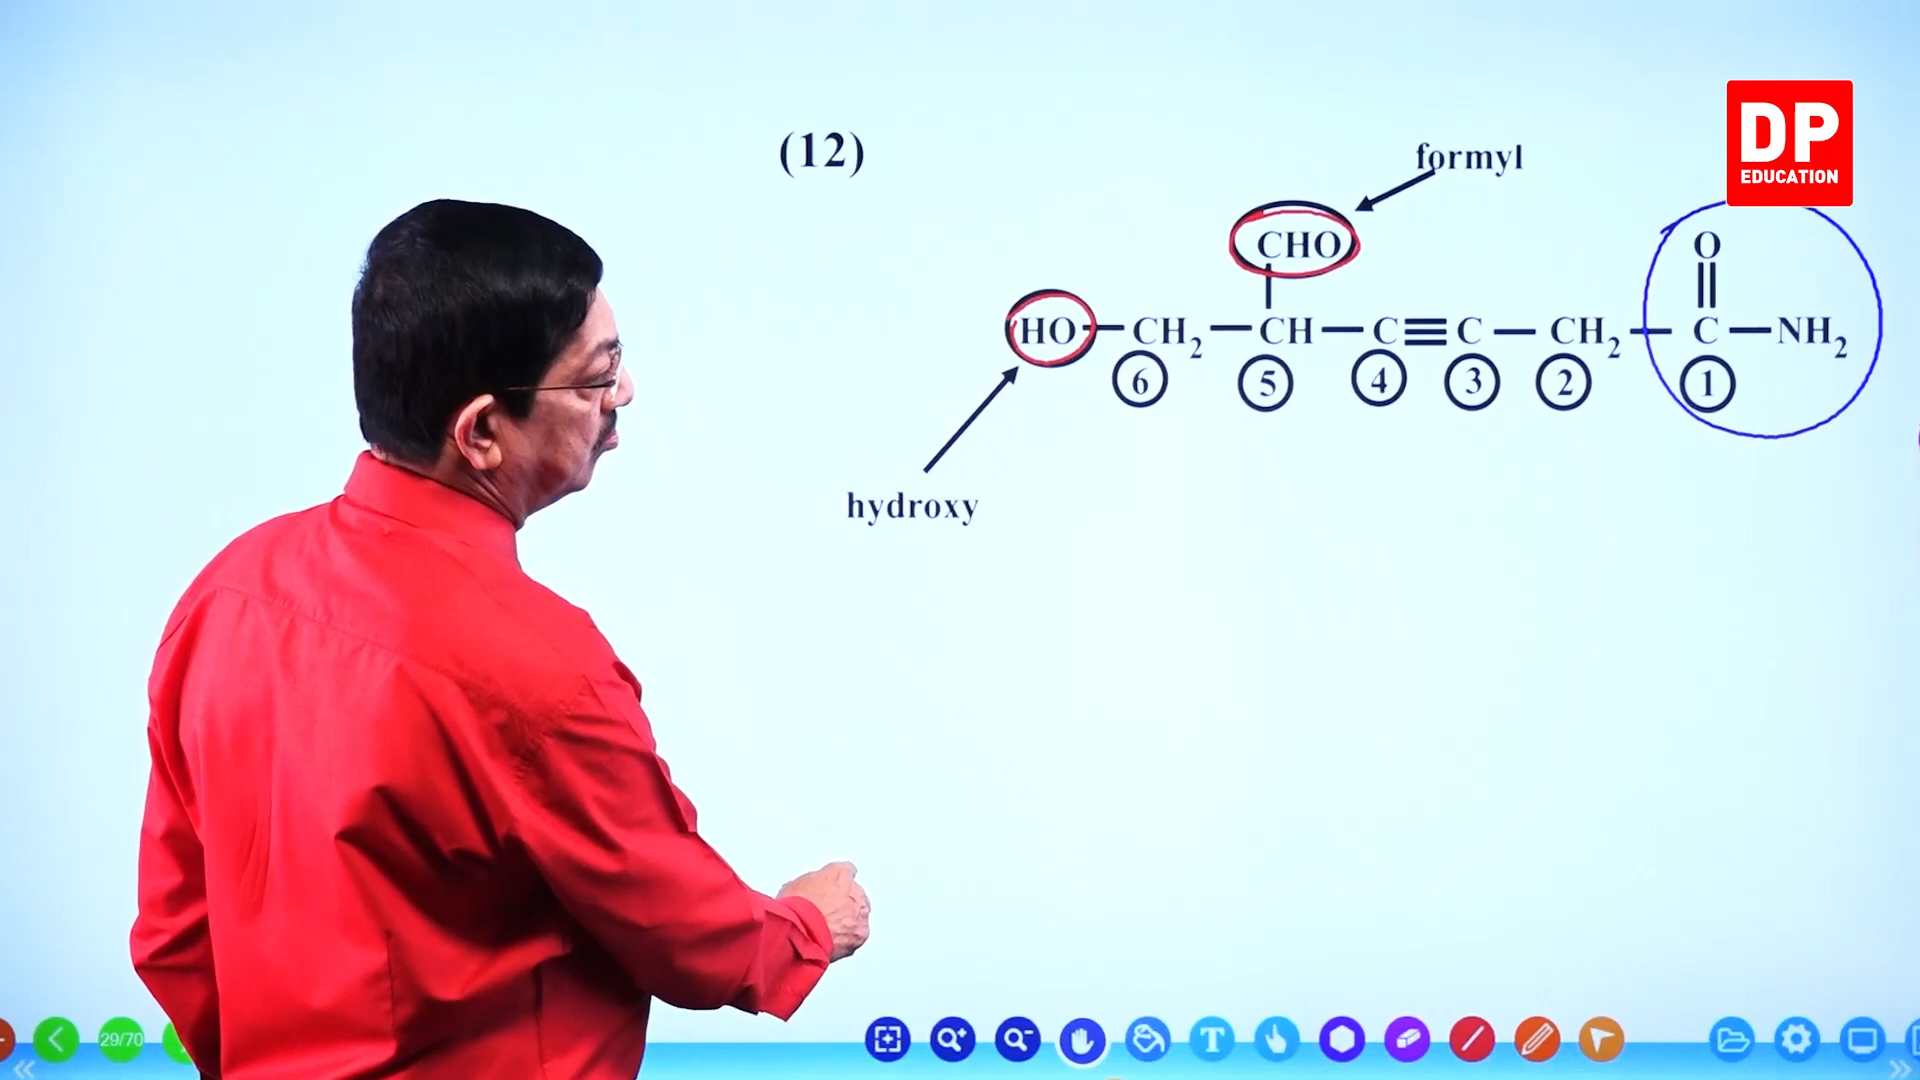 DP
EDUCATION
(12)
formyl
CHO
O
HO — CH₂ — CH — C ≡ C — CH₂ — C — NH₂
6 5 4 3 2 1
hydroxy
29/70
T